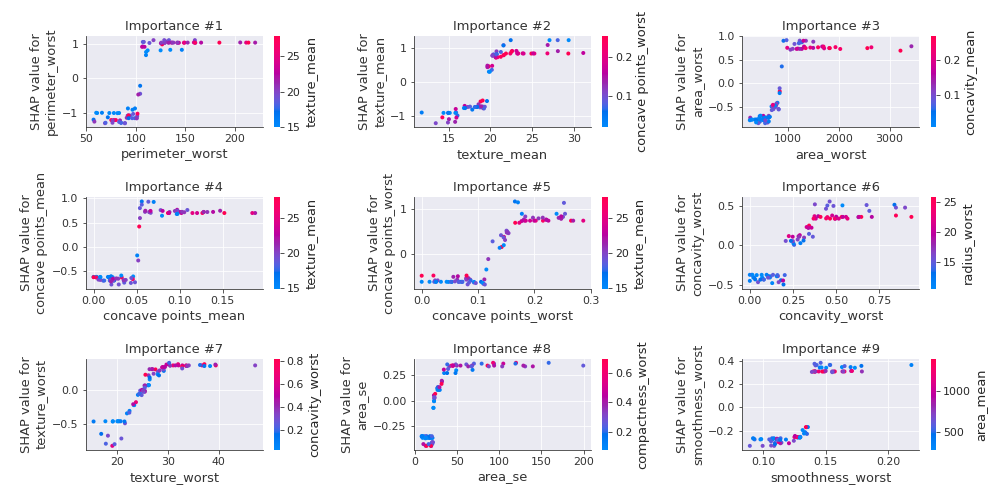 Importance #1
SHAP value for
perimeter_worst
1
0
−1
50
100
150
200
perimeter_worst
25
20
15
texture_mean
Importance #2
SHAP value for
texture_mean
1
0
−1
15
20
25
30
texture_mean
0.2
0.1
concave points_worst
Importance #3
SHAP value for
area_worst
1.0
0.5
0.0
−0.5
1000
2000
3000
area_worst
0.2
0.1
concavity_mean
Importance #4
SHAP value for
concave points_mean
1.0
0.5
0.0
−0.5
0.00
0.05
0.10
0.15
concave points_mean
25
20
15
texture_mean
Importance #5
SHAP value for
concave points_worst
1
0
0.0
0.1
0.2
0.3
concave points_worst
25
20
15
texture_mean
Importance #6
SHAP value for
concavity_worst
0.5
0.0
−0.5
0.00
0.25
0.50
0.75
concavity_worst
25
20
15
radius_worst
Importance #7
SHAP value for
texture_worst
0.0
−0.5
20
30
40
texture_worst
0.8
0.6
0.4
0.2
concavity_worst
Importance #8
SHAP value for
area_se
0.25
0.00
−0.25
0
50
100
150
200
area_se
0.6
0.4
0.2
compactness_worst
Importance #9
SHAP value for
smoothness_worst
0.4
0.2
0.0
−0.2
0.10
0.15
0.20
smoothness_worst
1000
500
area_mean